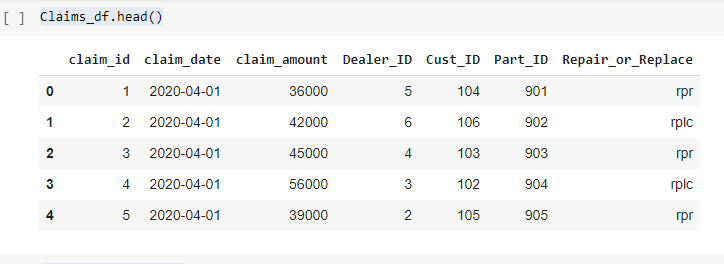 [ ] Claims_df.head()
claim_id claim_date claim_amount Dealer_ID Cust_ID Part_ID Repair_or_Replace
0 1 2020-04-01 36000 5 104 901 rpr
1 2 2020-04-01 42000 6 106 902 rplc
2 3 2020-04-01 45000 4 103 903 rpr
3 4 2020-04-01 56000 3 102 904 rplc
4 5 2020-04-01 39000 2 105 905 rpr